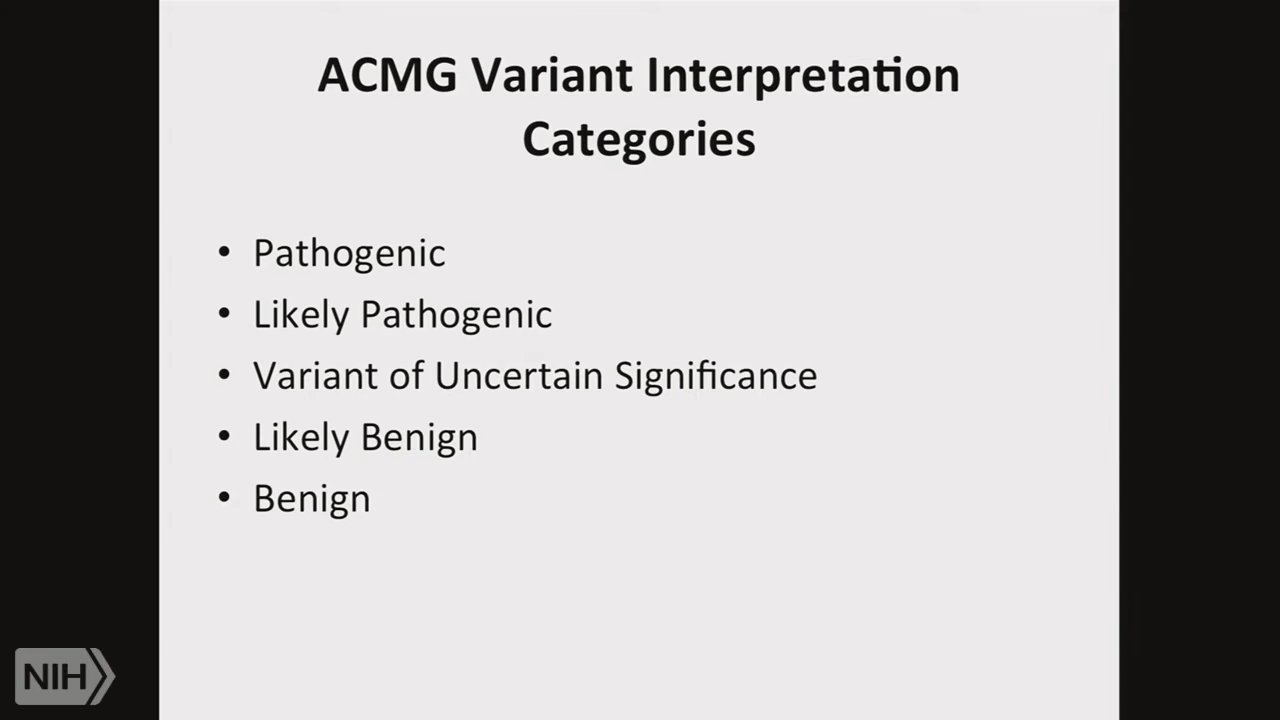 ACMG Variant Interpretation
Categories
• Pathogenic
• Likely Pathogenic
• Variant of Uncertain Significance
• Likely Benign
• Benign
NIH